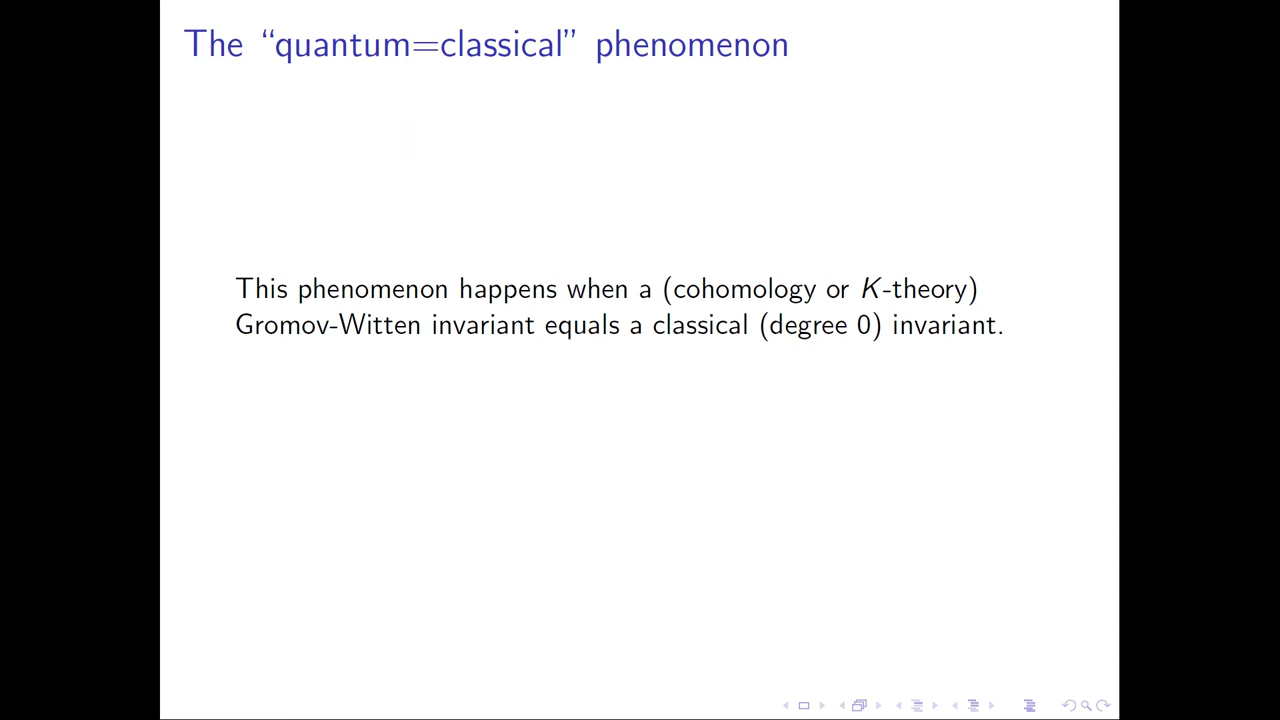 The “quantum=classical” phenomenon
This phenomenon happens when a (cohomology or K-theory)
Gromov-Witten invariant equals a classical (degree 0) invariant.